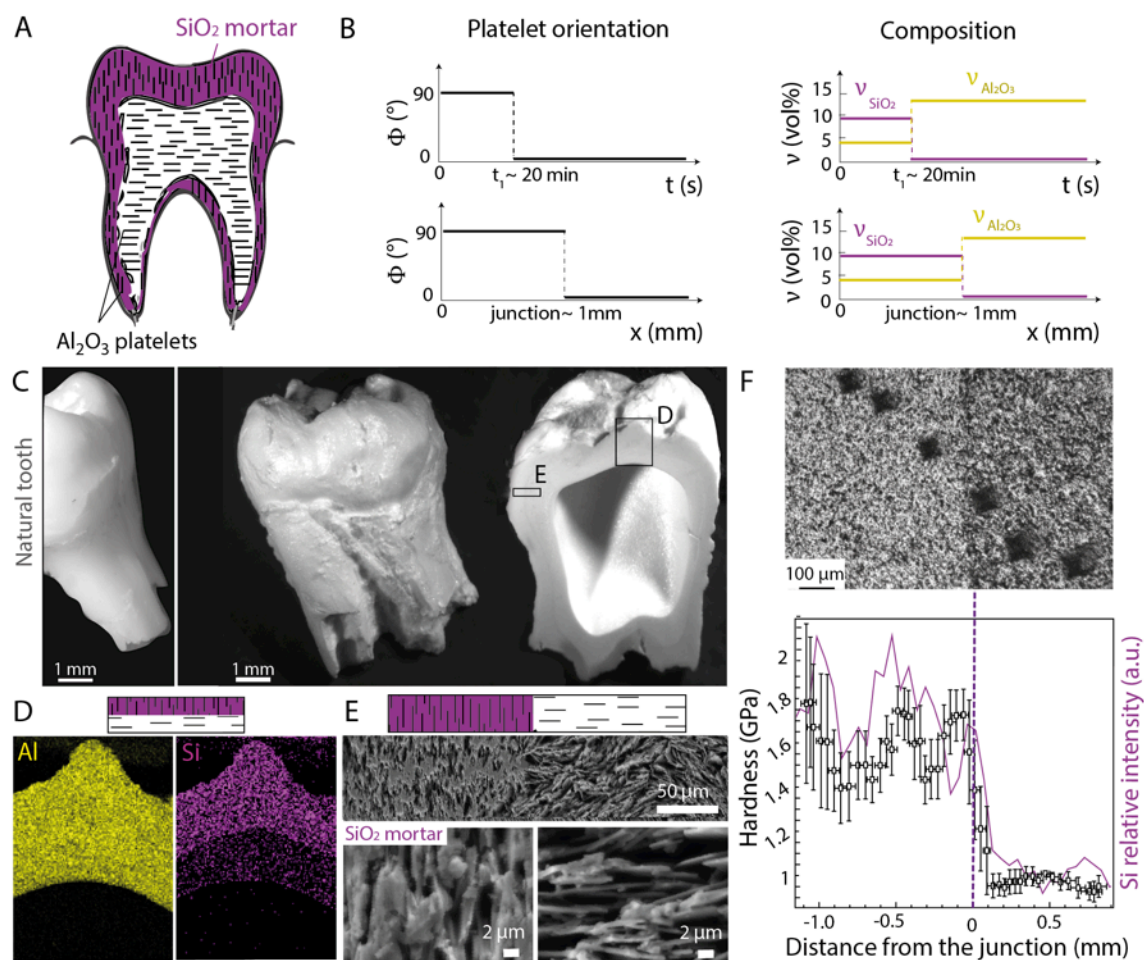 A
SiO₂ mortar
Al₂O₃ platelets
B
Platelet orientation
Composition
Φ (°)
90
0
0
t₁~ 20 min
t (s)
ν (vol%)
15
10
5
0
0
ν SiO₂
ν Al₂O₃
t₁~ 20min
t (s)
Φ (°)
90
0
0
junction~ 1mm
x (mm)
ν (vol%)
15
10
5
0
0
ν SiO₂
ν Al₂O₃
junction~ 1mm
x (mm)
C
Natural tooth
1 mm
1 mm
E
D
F
100 µm
D
Al
Si
E
50 µm
SiO₂ mortar
2 µm
2 µm
Hardness (GPa)
2
1.8
1.6
1.4
1.2
1
Si relative intensity (a.u.)
-1.0
-0.5
0
0.5
Distance from the junction (mm)